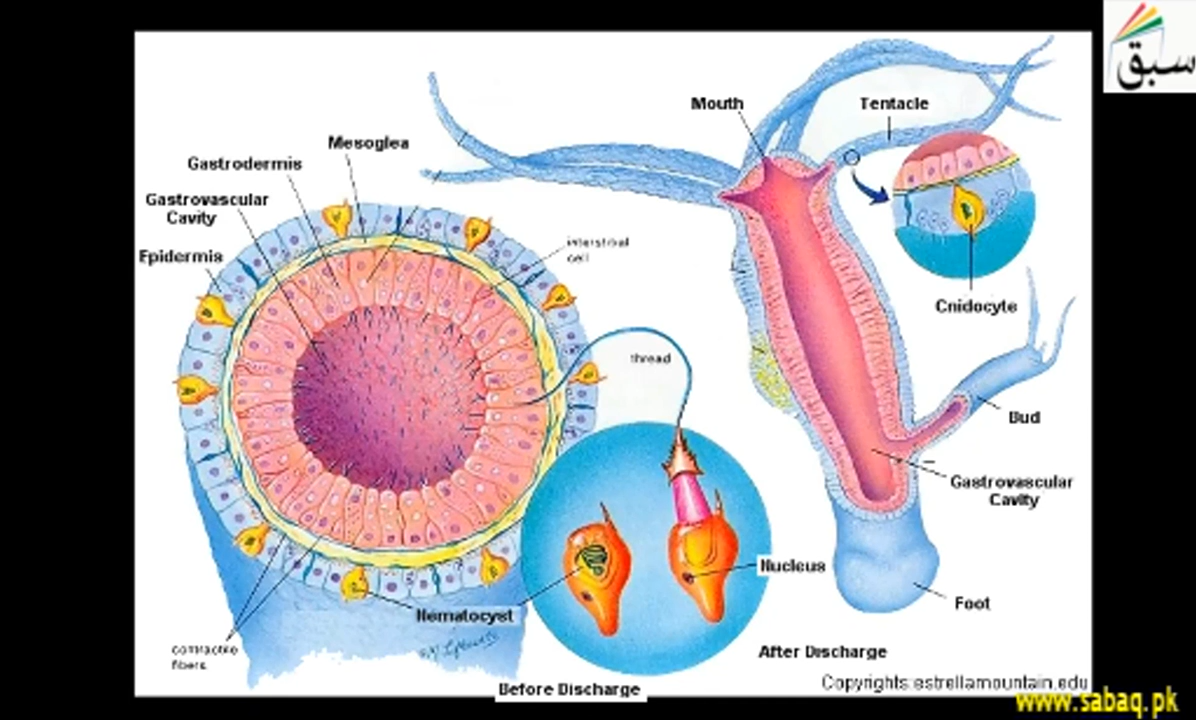 سبق
Mouth
Tentacle
Mesoglea
Gastrodermis
Gastrovascular
Cavity
Epidermis
interstitial
cell
Cnidocyte
thread
Bud
Gastrovascular
Cavity
Nucleus
Foot
Nematocyst
contractile
fibers
After Discharge
Before Discharge
Copyrights:estrellamountain.edu
www.sabaq.pk